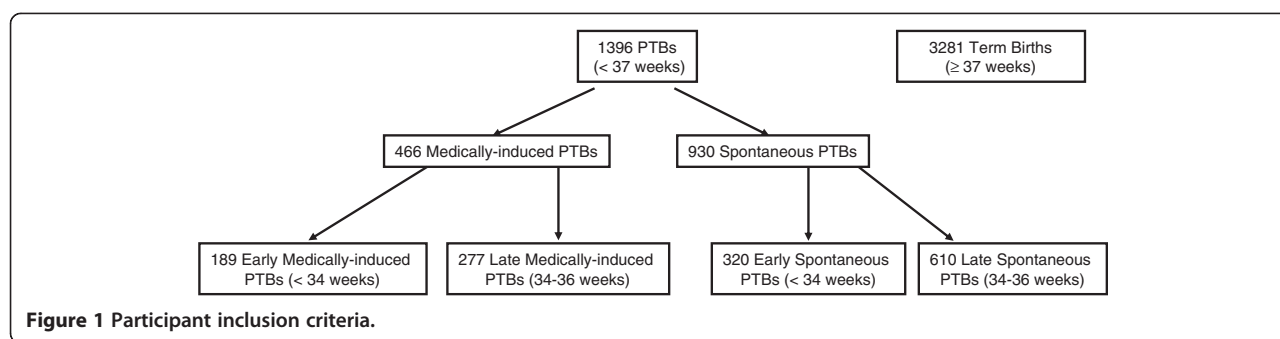 1396 PTBs
(< 37 weeks)
3281 Term Births
(≥ 37 weeks)
466 Medically-induced PTBs
930 Spontaneous PTBs
189 Early Medically-induced
PTBs (< 34 weeks)
277 Late Medically-induced
PTBs (34-36 weeks)
320 Early Spontaneous
PTBs (< 34 weeks)
610 Late Spontaneous
PTBs (34-36 weeks)
Figure 1 Participant inclusion criteria.